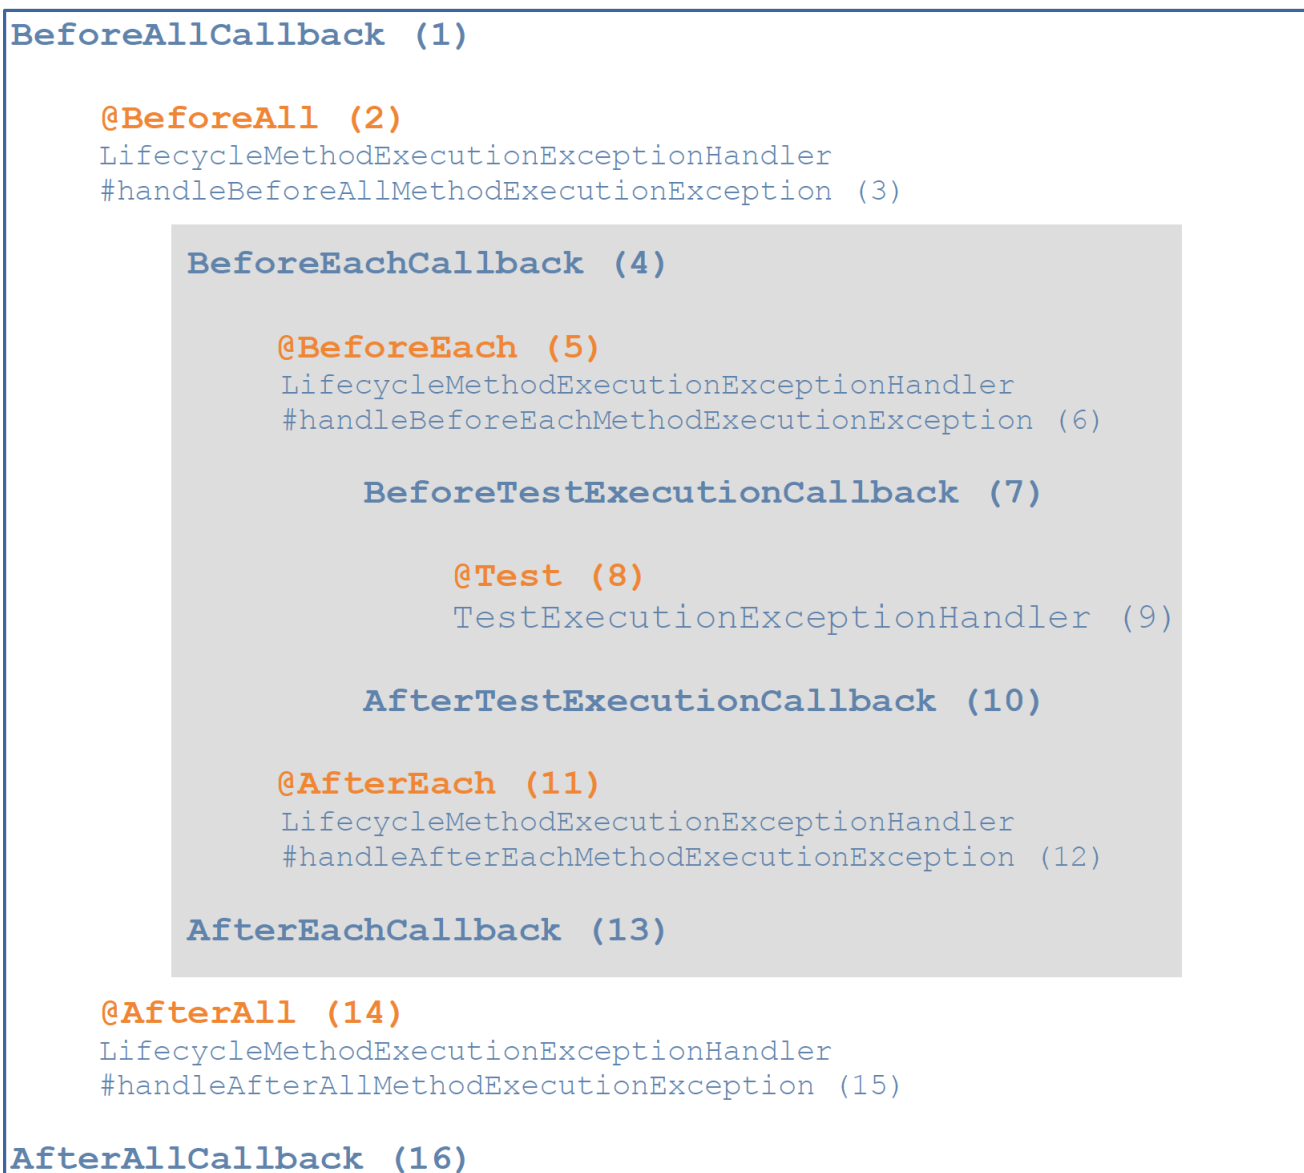 BeforeAllCallback (1)
@BeforeAll (2)
LifecycleMethodExecutionExceptionHandler
#handleBeforeAllMethodExecutionException (3)
BeforeEachCallback (4)
@BeforeEach (5)
LifecycleMethodExecutionExceptionHandler
#handleBeforeEachMethodExecutionException (6)
BeforeTestExecutionCallback (7)
@Test (8)
TestExecutionExceptionHandler (9)
AfterTestExecutionCallback (10)
@AfterEach (11)
LifecycleMethodExecutionExceptionHandler
#handleAfterEachMethodExecutionException (12)
AfterEachCallback (13)
@AfterAll (14)
LifecycleMethodExecutionExceptionHandler
#handleAfterAllMethodExecutionException (15)
AfterAllCallback (16)